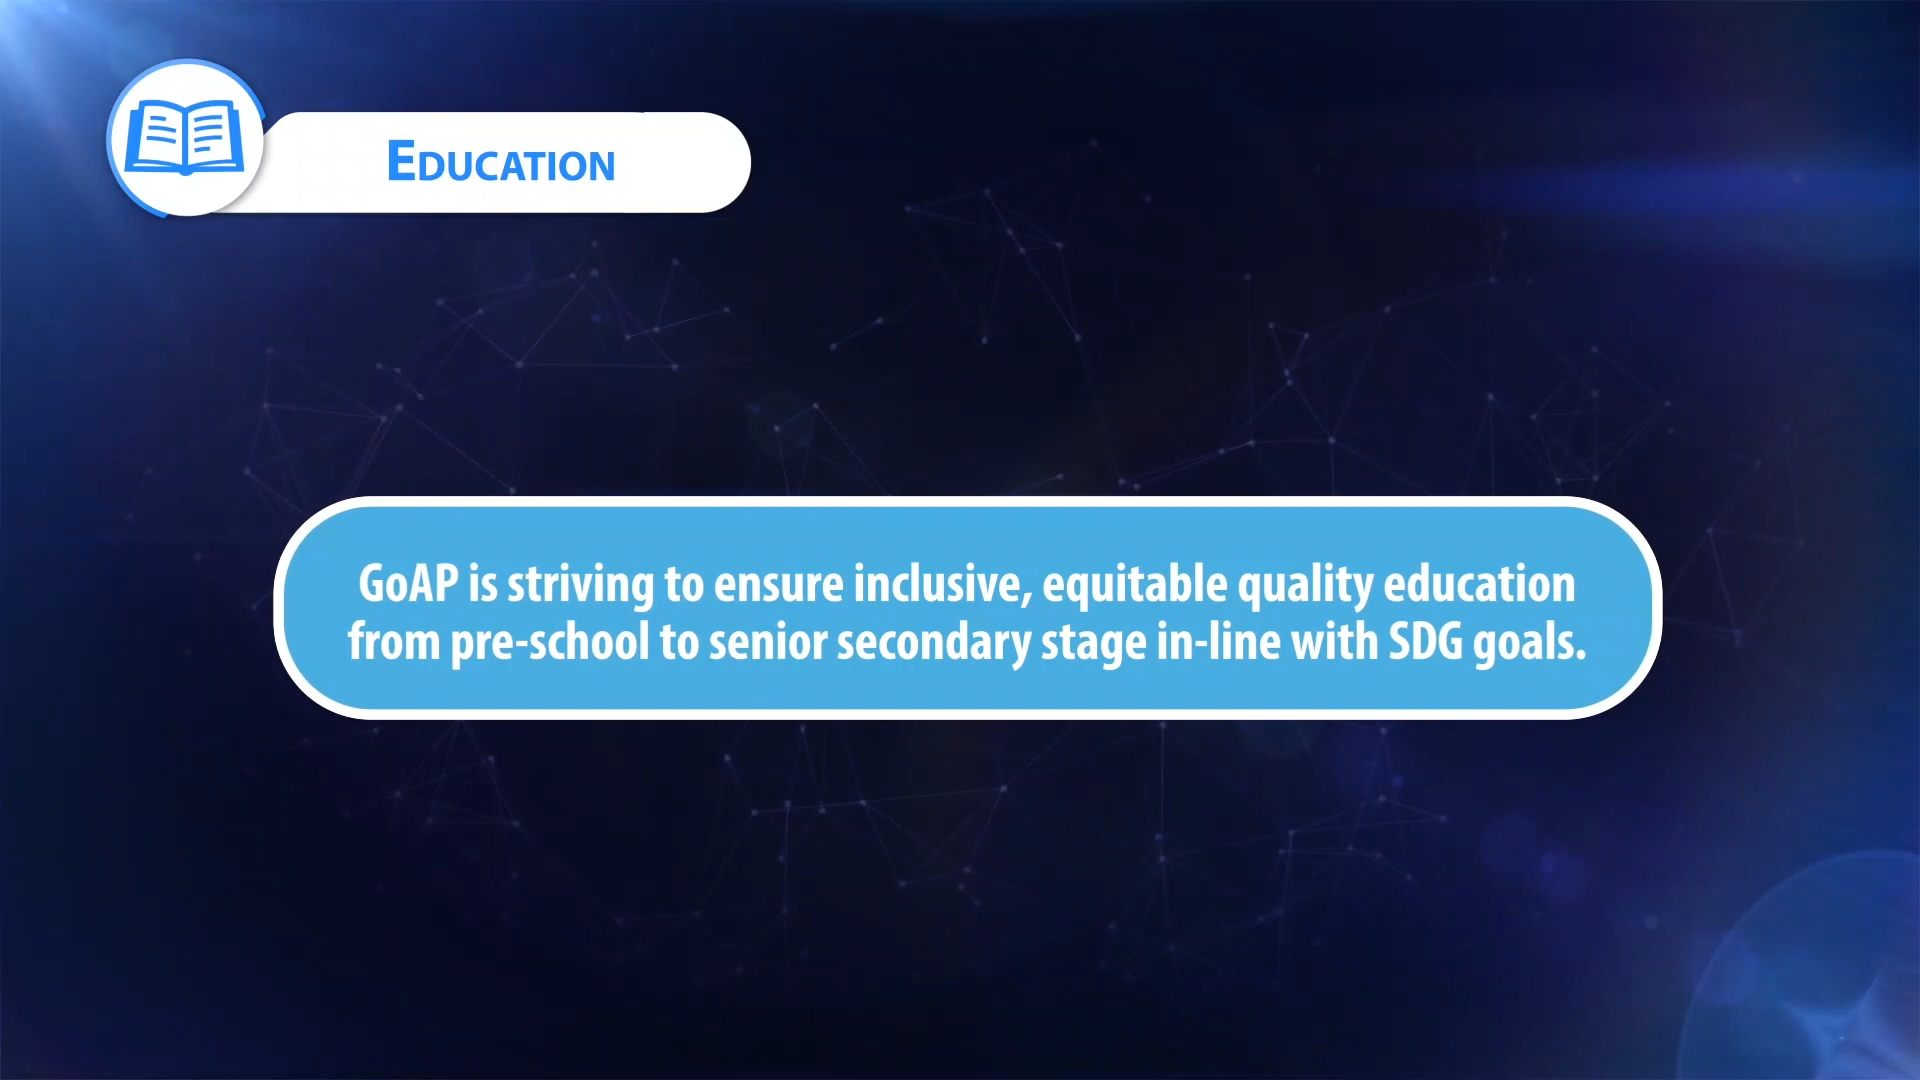 Education
GoAP is striving to ensure inclusive, equitable quality education
from pre-school to senior secondary stage in-line with SDG goals.